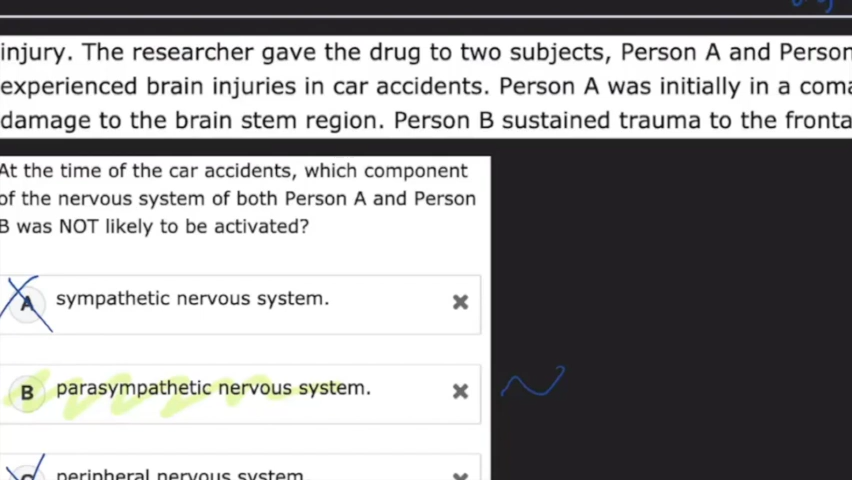 injury. The researcher gave the drug to two subjects, Person A and Person
experienced brain injuries in car accidents. Person A was initially in a coma
damage to the brain stem region. Person B sustained trauma to the fronta
At the time of the car accidents, which component
of the nervous system of both Person A and Person
B was NOT likely to be activated?
A sympathetic nervous system.
B parasympathetic nervous system.
peripheral nervous system.